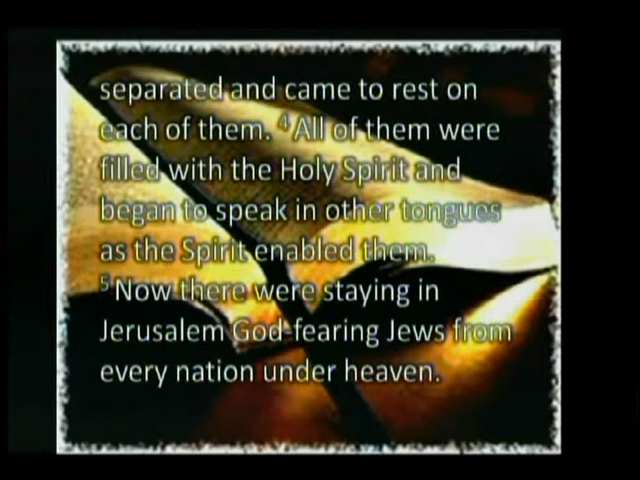 separated and came to rest on
each of them. ⁴ All of them were
filled with the Holy Spirit and
began to speak in other tongues
as the Spirit enabled them.
⁵ Now there were staying in
Jerusalem God-fearing Jews from
every nation under heaven.